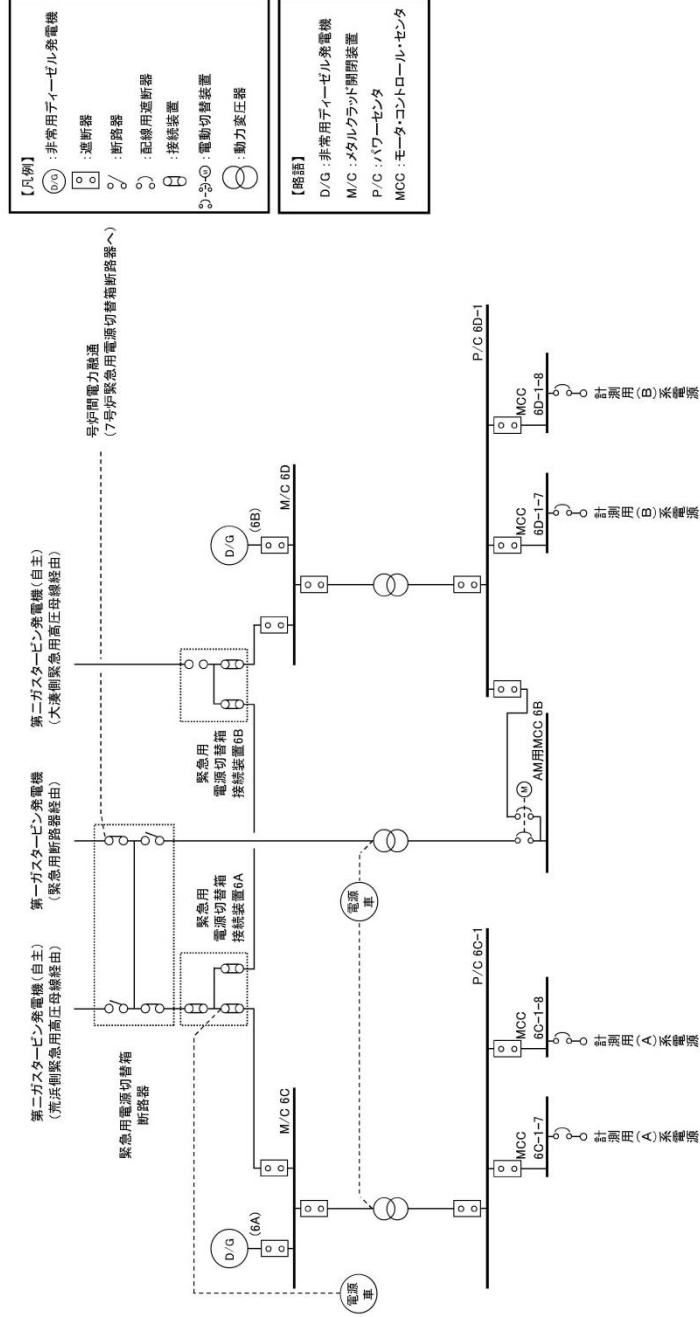 【凡例】
D/G
:非常用ディーゼル発電機
:遮断器
:断路器
:配線用遮断器
:接続装置
M
:電動切替装置
:動力変圧器
【略語】
D/G :非常用ディーゼル発電機
M/C :メタルクラッド開閉装置
P/C :パワーセンタ
MCC :モータ・コントロール・センタ
号炉間電力融通
(7号炉緊急用電源切替箱断路器へ)
第二ガスタービン発電機(自主)
(荒浜側緊急用高圧母線経由)
第一ガスタービン発電機
(緊急用断路器経由)
第二ガスタービン発電機(自主)
(大湊側緊急用高圧母線経由)
緊急用電源切替箱
断路器
緊急用
電源切替箱
接続装置6A
緊急用
電源切替箱
接続装置6B
D/G
(6A)
M/C 6C
D/G
(6B)
M/C 6D
電源
車
電源
車
P/C 6C-1
M
AM用MCC 6B
P/C 6D-1
MCC
6C-1-7
MCC
6C-1-8
MCC
6D-1-7
MCC
6D-1-8
計測用(A)系電源
計測用(A)系電源
計測用(B)系電源
計測用(B)系電源